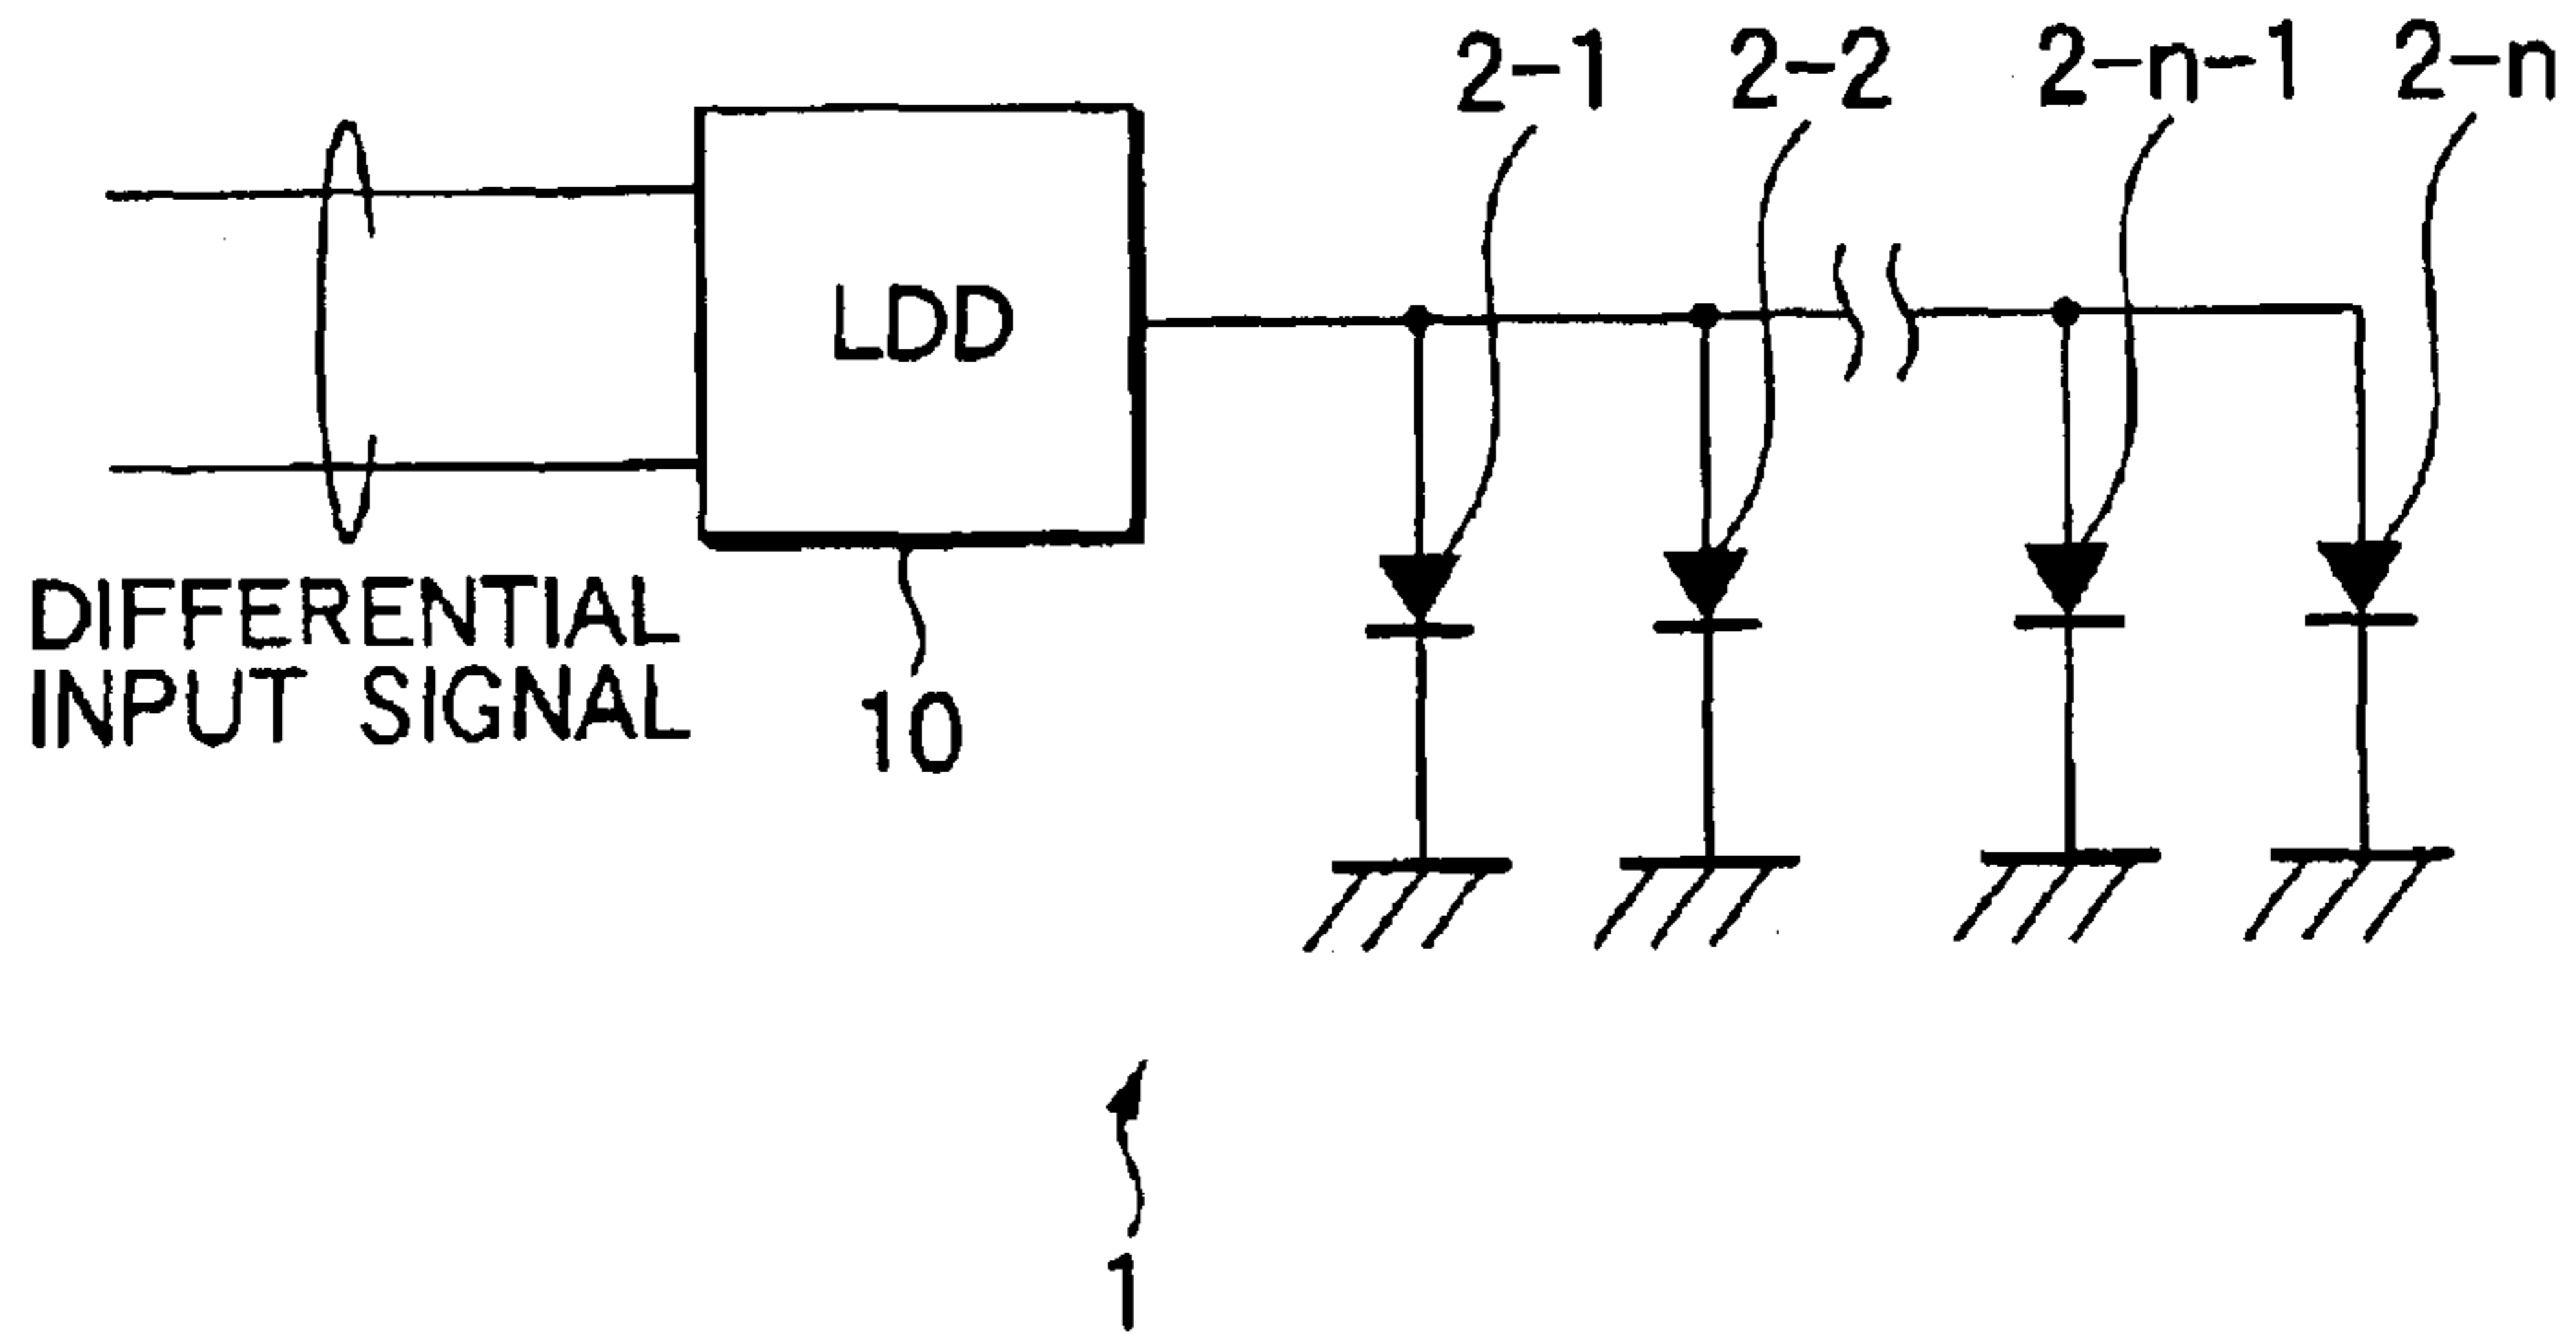 2-1
2-2
2-n-1
2-n
LDD
DIFFERENTIAL
INPUT SIGNAL
10
1